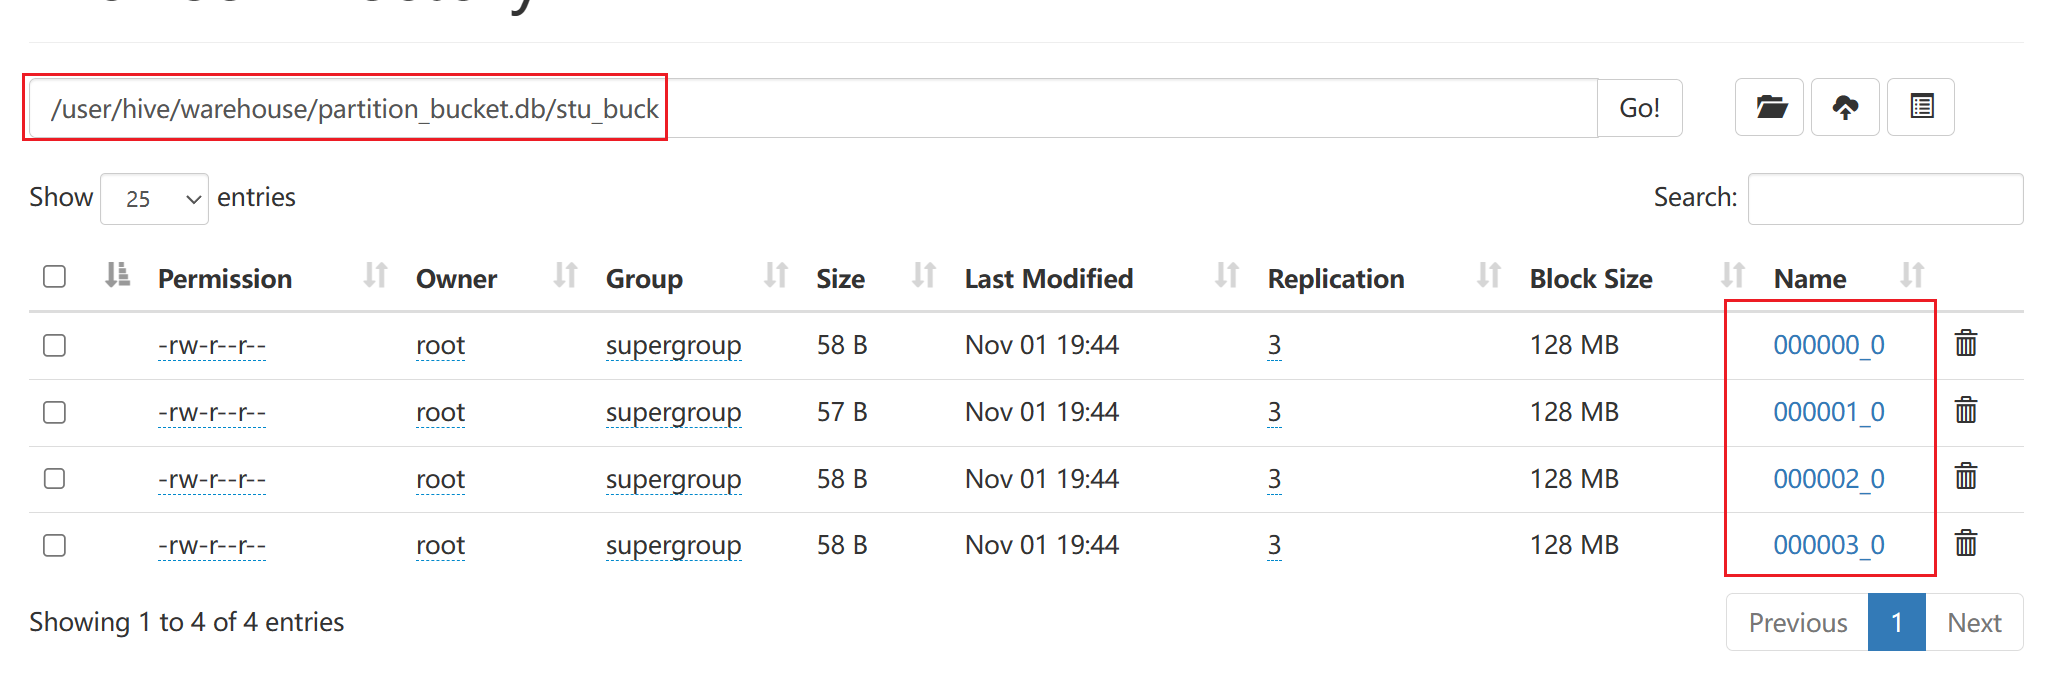 /user/hive/warehouse/partition_bucket.db/stu_buck Go!
Show 25 entries Search:
Permission Owner Group Size Last Modified Replication Block Size Name
-rw-r--r-- root supergroup 58 B Nov 01 19:44 3 128 MB 000000_0
-rw-r--r-- root supergroup 57 B Nov 01 19:44 3 128 MB 000001_0
-rw-r--r-- root supergroup 58 B Nov 01 19:44 3 128 MB 000002_0
-rw-r--r-- root supergroup 58 B Nov 01 19:44 3 128 MB 000003_0
Showing 1 to 4 of 4 entries Previous 1 Next